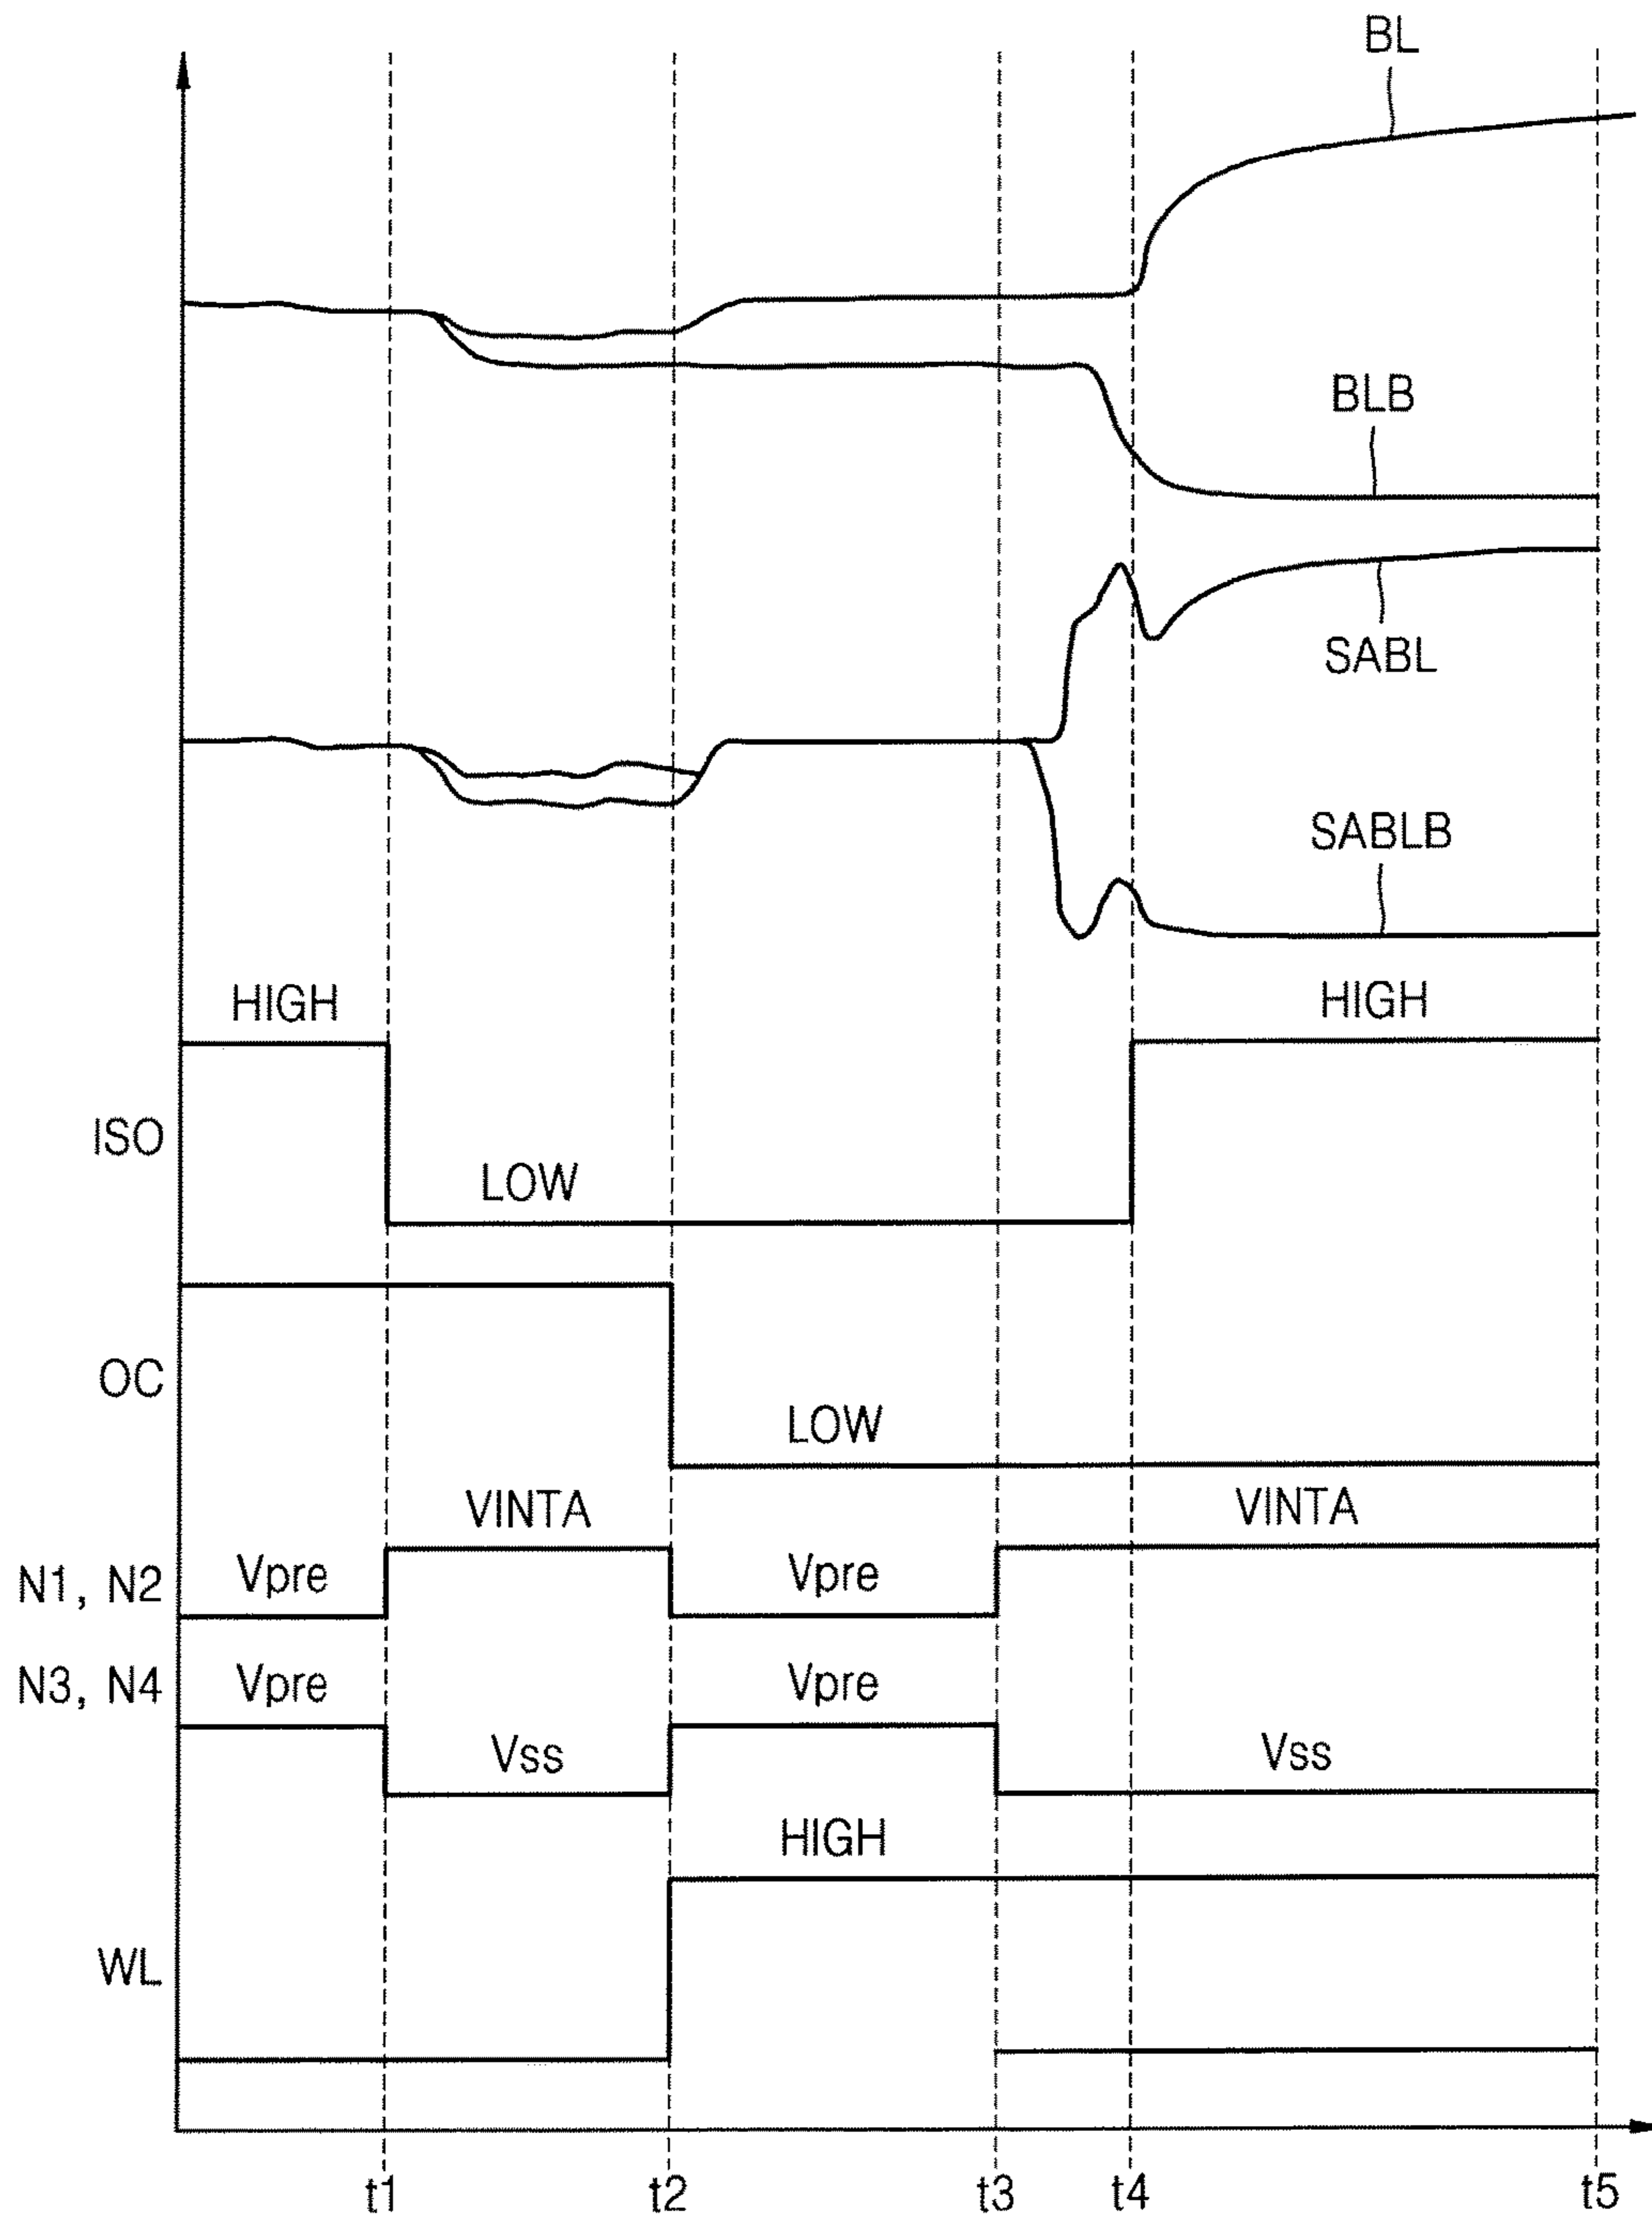 BL
BLB
SABL
SABLB
HIGH HIGH
ISO
LOW
OC
LOW
VINTA VINTA
N1, N2 Vpre Vpre
N3, N4 Vpre Vpre
Vss Vss
HIGH
WL
t1 t2 t3 t4 t5